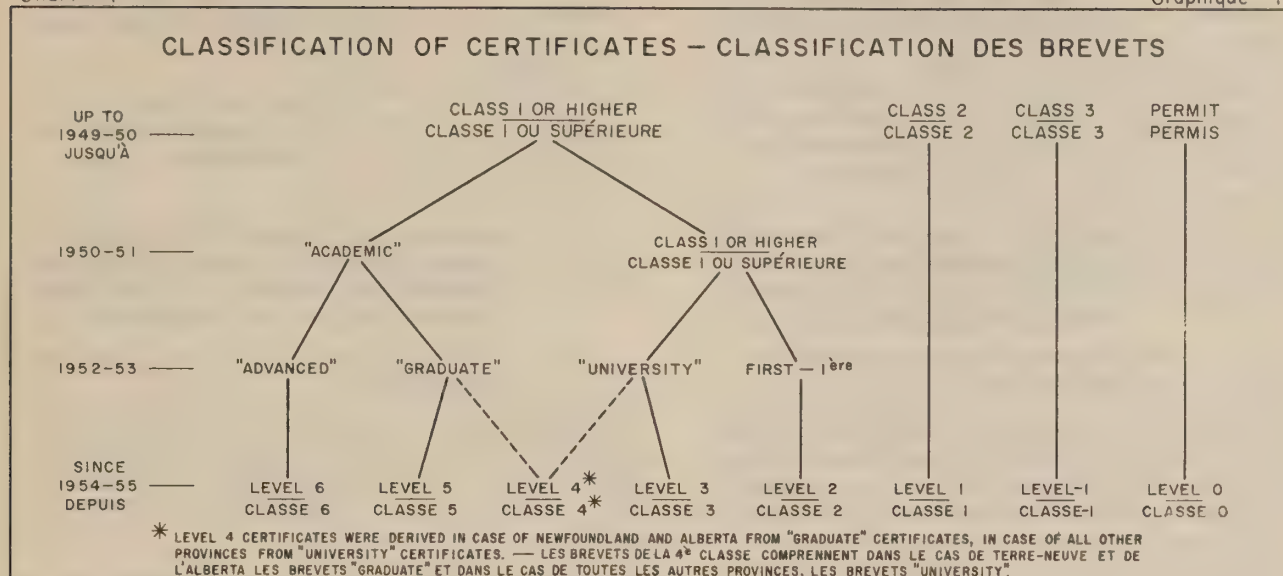 Graphique
CLASSIFICATION OF CERTIFICATES – CLASSIFICATION DES BREVETS
UP TO
1949-50
JUSQU'À
CLASS I OR HIGHER
CLASSE I OU SUPÉRIEURE
CLASS 2
CLASSE 2
CLASS 3
CLASSE 3
PERMIT
PERMIS
1950-51
"ACADEMIC"
CLASS I OR HIGHER
CLASSE I OU SUPÉRIEURE
1952-53
"ADVANCED"
"GRADUATE"
"UNIVERSITY"
FIRST – Ière
SINCE
1954-55
DEPUIS
LEVEL 6
CLASSE 6
LEVEL 5
CLASSE 5
LEVEL 4*
CLASSE 4*
LEVEL 3
CLASSE 3
LEVEL 2
CLASSE 2
LEVEL I
CLASSE I
LEVEL-I
CLASSE-I
LEVEL 0
CLASSE 0
* LEVEL 4 CERTIFICATES WERE DERIVED IN CASE OF NEWFOUNDLAND AND ALBERTA FROM "GRADUATE" CERTIFICATES, IN CASE OF ALL OTHER
PROVINCES FROM "UNIVERSITY" CERTIFICATES. — LES BREVETS DE LA 4e CLASSE COMPRENNENT DANS LE CAS DE TERRE-NEUVE ET DE
L'ALBERTA LES BREVETS "GRADUATE" ET DANS LE CAS DE TOUTES LES AUTRES PROVINCES, LES BREVETS "UNIVERSITY".